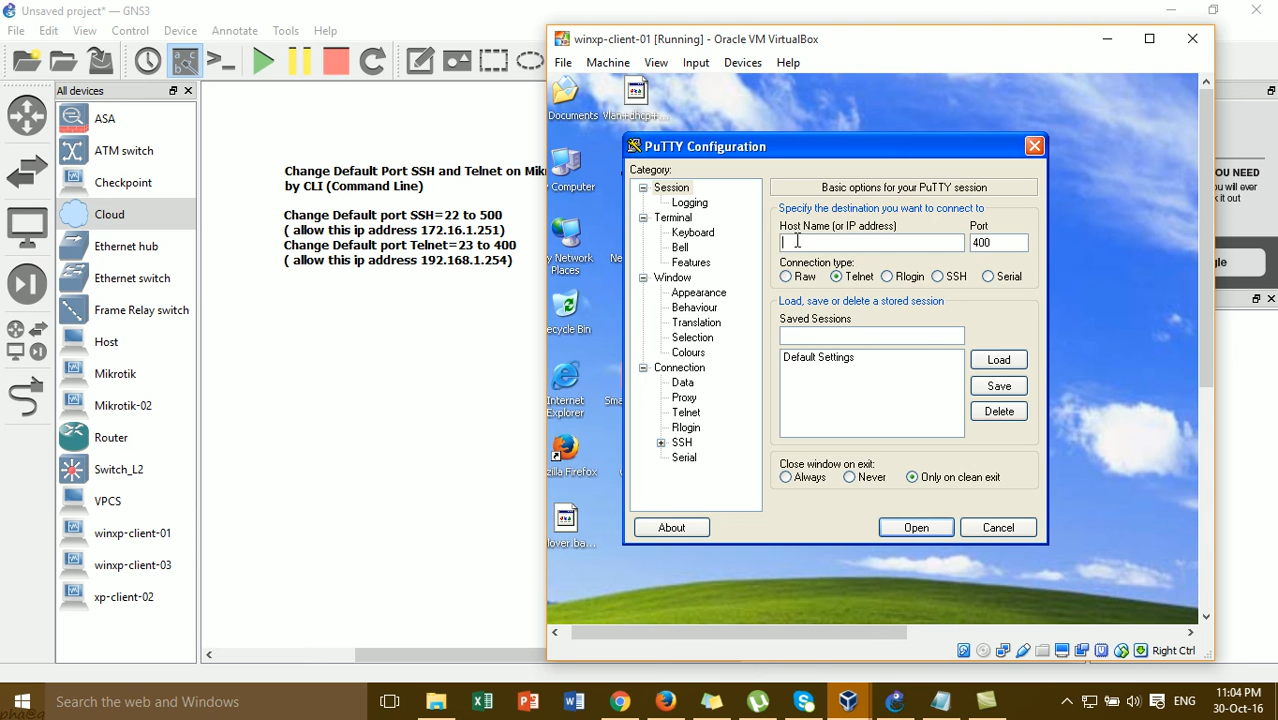 Unsaved project* — GNS3
File Edit View Control Device Annotate Tools Help
All devices
ASA
ATM switch
Checkpoint
Cloud
Ethernet hub
Ethernet switch
Frame Relay switch
Host
Mikrotik
Mikrotik-02
Router
Switch_L2
VPCS
winxp-client-01
winxp-client-03
xp-client-02
Change Default Port SSH and Telnet on Mik
by CLI (Command Line)
Change Default port SSH=22 to 500
( allow this ip address 172.16.1.251)
Change Default port Telnet=23 to 400
( allow this ip address 192.168.1.254)
winxp-client-01 [Running] - Oracle VM VirtualBox
File Machine View Input Devices Help
Documents
Computer
Places
Internet
Explorer
PuTTY Configuration
Category:
Session
Logging
Terminal
Keyboard
Bell
Features
Window
Appearance
Behaviour
Translation
Selection
Colours
Connection
Data
Proxy
Telnet
Rlogin
SSH
Serial
Basic options for your PuTTY session
Specify the destination you want to connect to
Host Name (or IP address) Port
400
Connection type:
Raw Telnet Rlogin SSH Serial
Load, save or delete a stored session
Saved Sessions
Default Settings
Load
Save
Delete
Close window on exit:
Always Never Only on clean exit
About Open Cancel
Right Ctrl
YOU NEED
you will ever
Search the web and Windows
ENG
11:04 PM
30-Oct-16